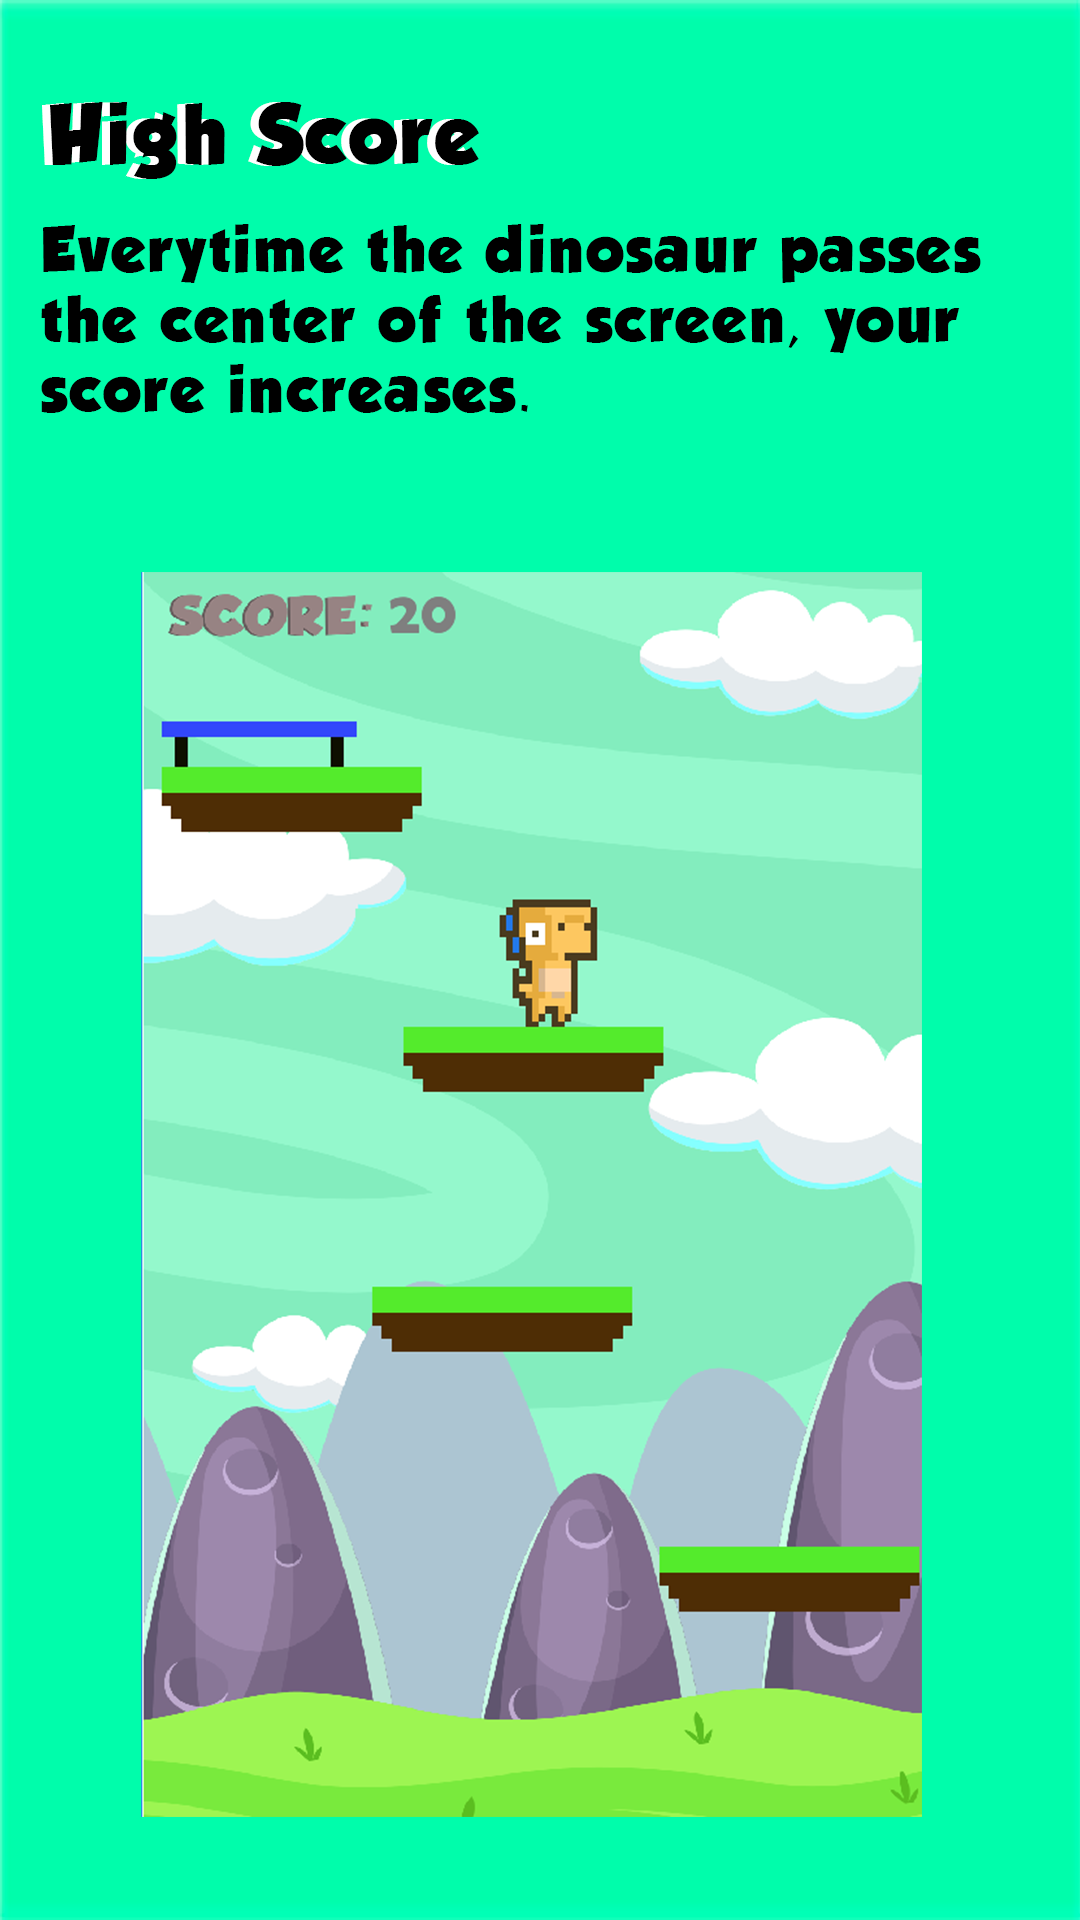 High Score
Everytime the dinosaur passes
the center of the screen, your
score increases.
SCORE: 20